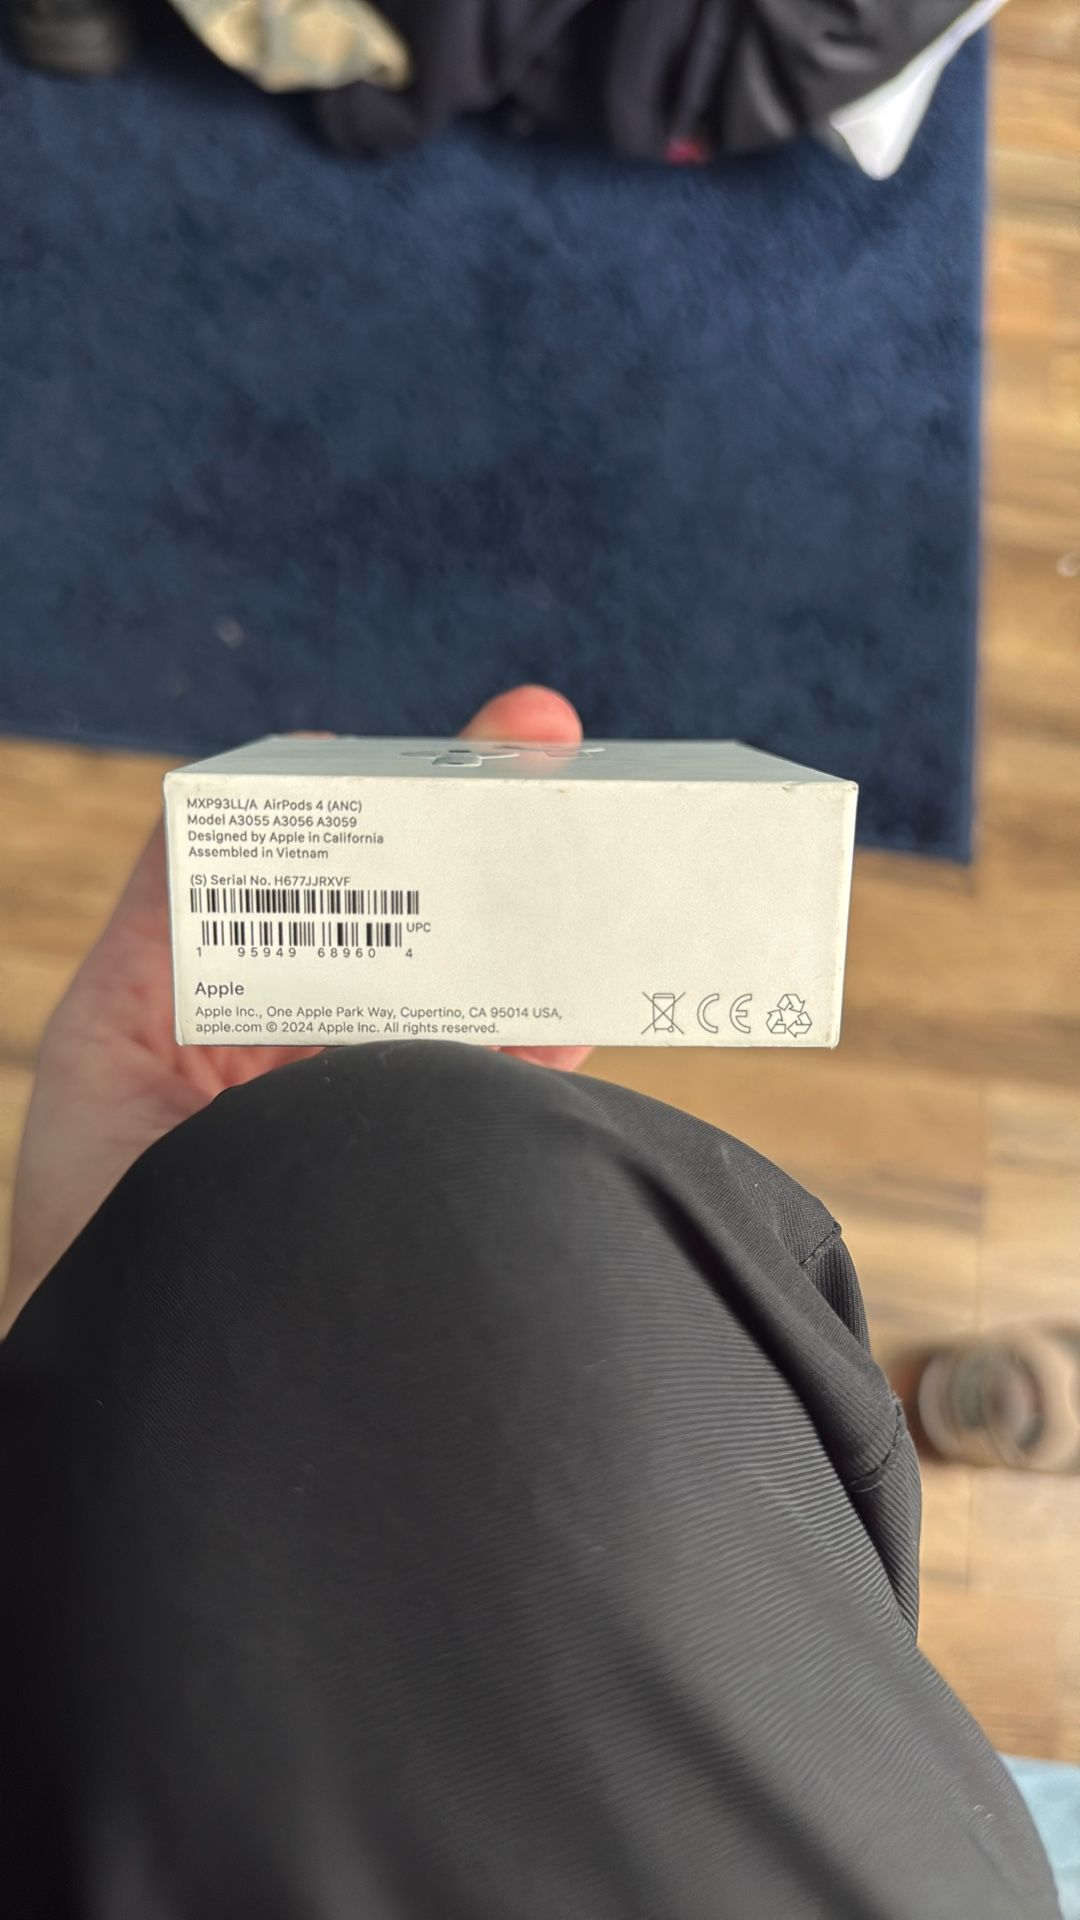 MXP93LL/A AirPods 4 (ANC)
Model A3055 A3056 A3059
Designed by Apple in California
Assembled in Vietnam
(S) Serial No. H677JJRXVF
UPC
1 95949 68960 4
Apple
Apple Inc., One Apple Park Way, Cupertino, CA 95014 USA,
apple.com © 2024 Apple Inc. All rights reserved.
CE